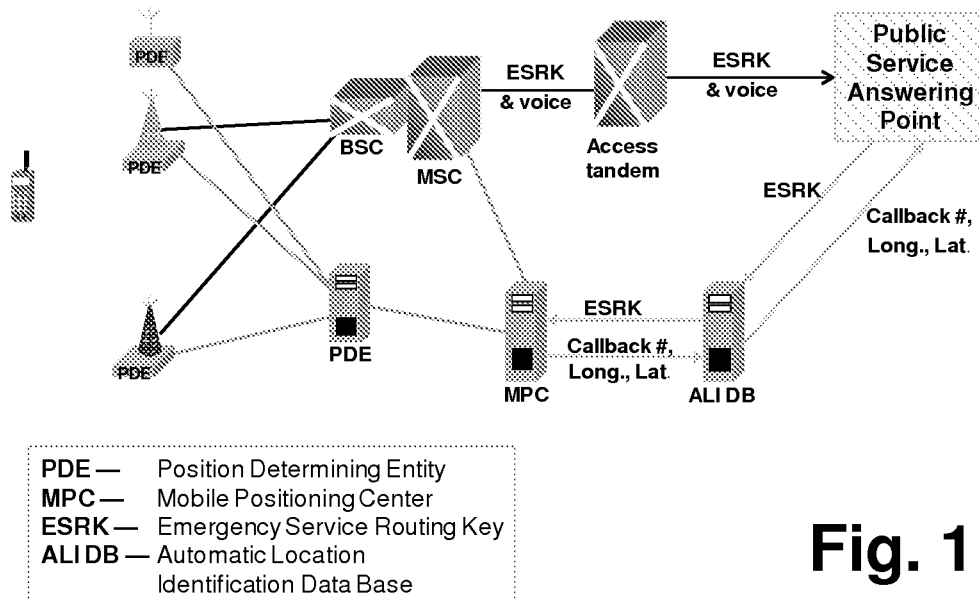 PDE
PDE
PDE
BSC
MSC
ESRK
& voice
Access
tandem
ESRK
& voice
Public
Service
Answering
Point
ESRK
Callback #,
Long., Lat.
PDE
MPC
ESRK
Callback #,
Long., Lat.
ALI DB
PDE — Position Determining Entity
MPC — Mobile Positioning Center
ESRK — Emergency Service Routing Key
ALI DB — Automatic Location
Identification Data Base
Fig. 1